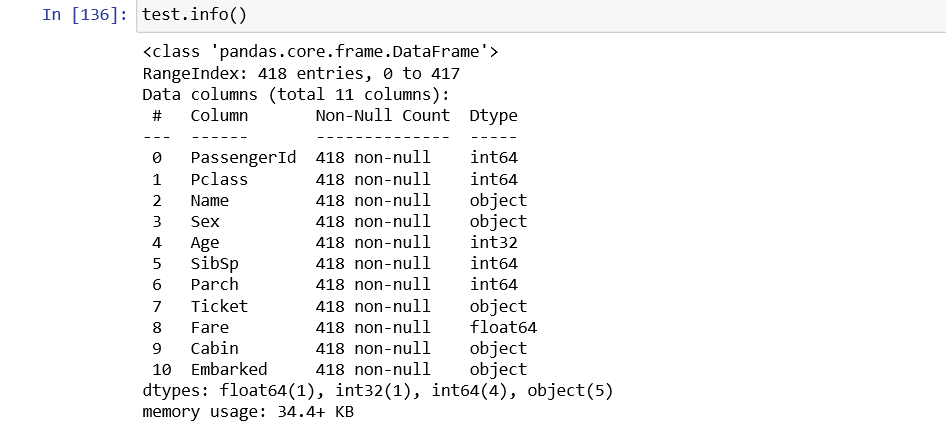 In [136]: test.info()
<class 'pandas.core.frame.DataFrame'>
RangeIndex: 418 entries, 0 to 417
Data columns (total 11 columns):
 #   Column       Non-Null Count  Dtype
---  ------       --------------  -----
 0   PassengerId  418 non-null    int64
 1   Pclass       418 non-null    int64
 2   Name         418 non-null    object
 3   Sex          418 non-null    object
 4   Age          418 non-null    int32
 5   SibSp        418 non-null    int64
 6   Parch        418 non-null    int64
 7   Ticket       418 non-null    object
 8   Fare         418 non-null    float64
 9   Cabin        418 non-null    object
 10  Embarked     418 non-null    object
dtypes: float64(1), int32(1), int64(4), object(5)
memory usage: 34.4+ KB